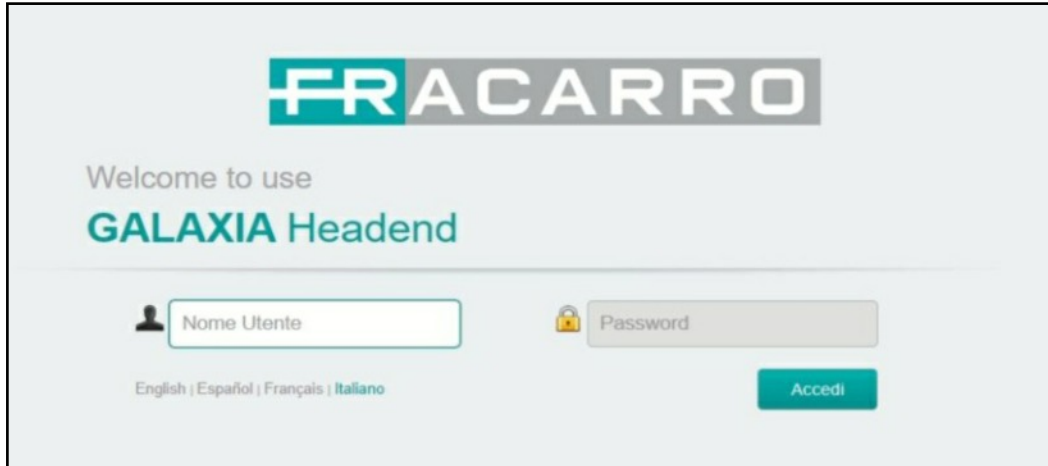 FRACARRO
Welcome to use
GALAXIA Headend
Nome Utente
Password
English | Español | Français | Italiano
Accedi